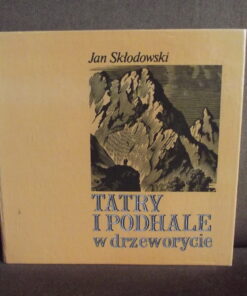 Jan Skłodowski
TATRY
I PODHALE
w drzeworycie